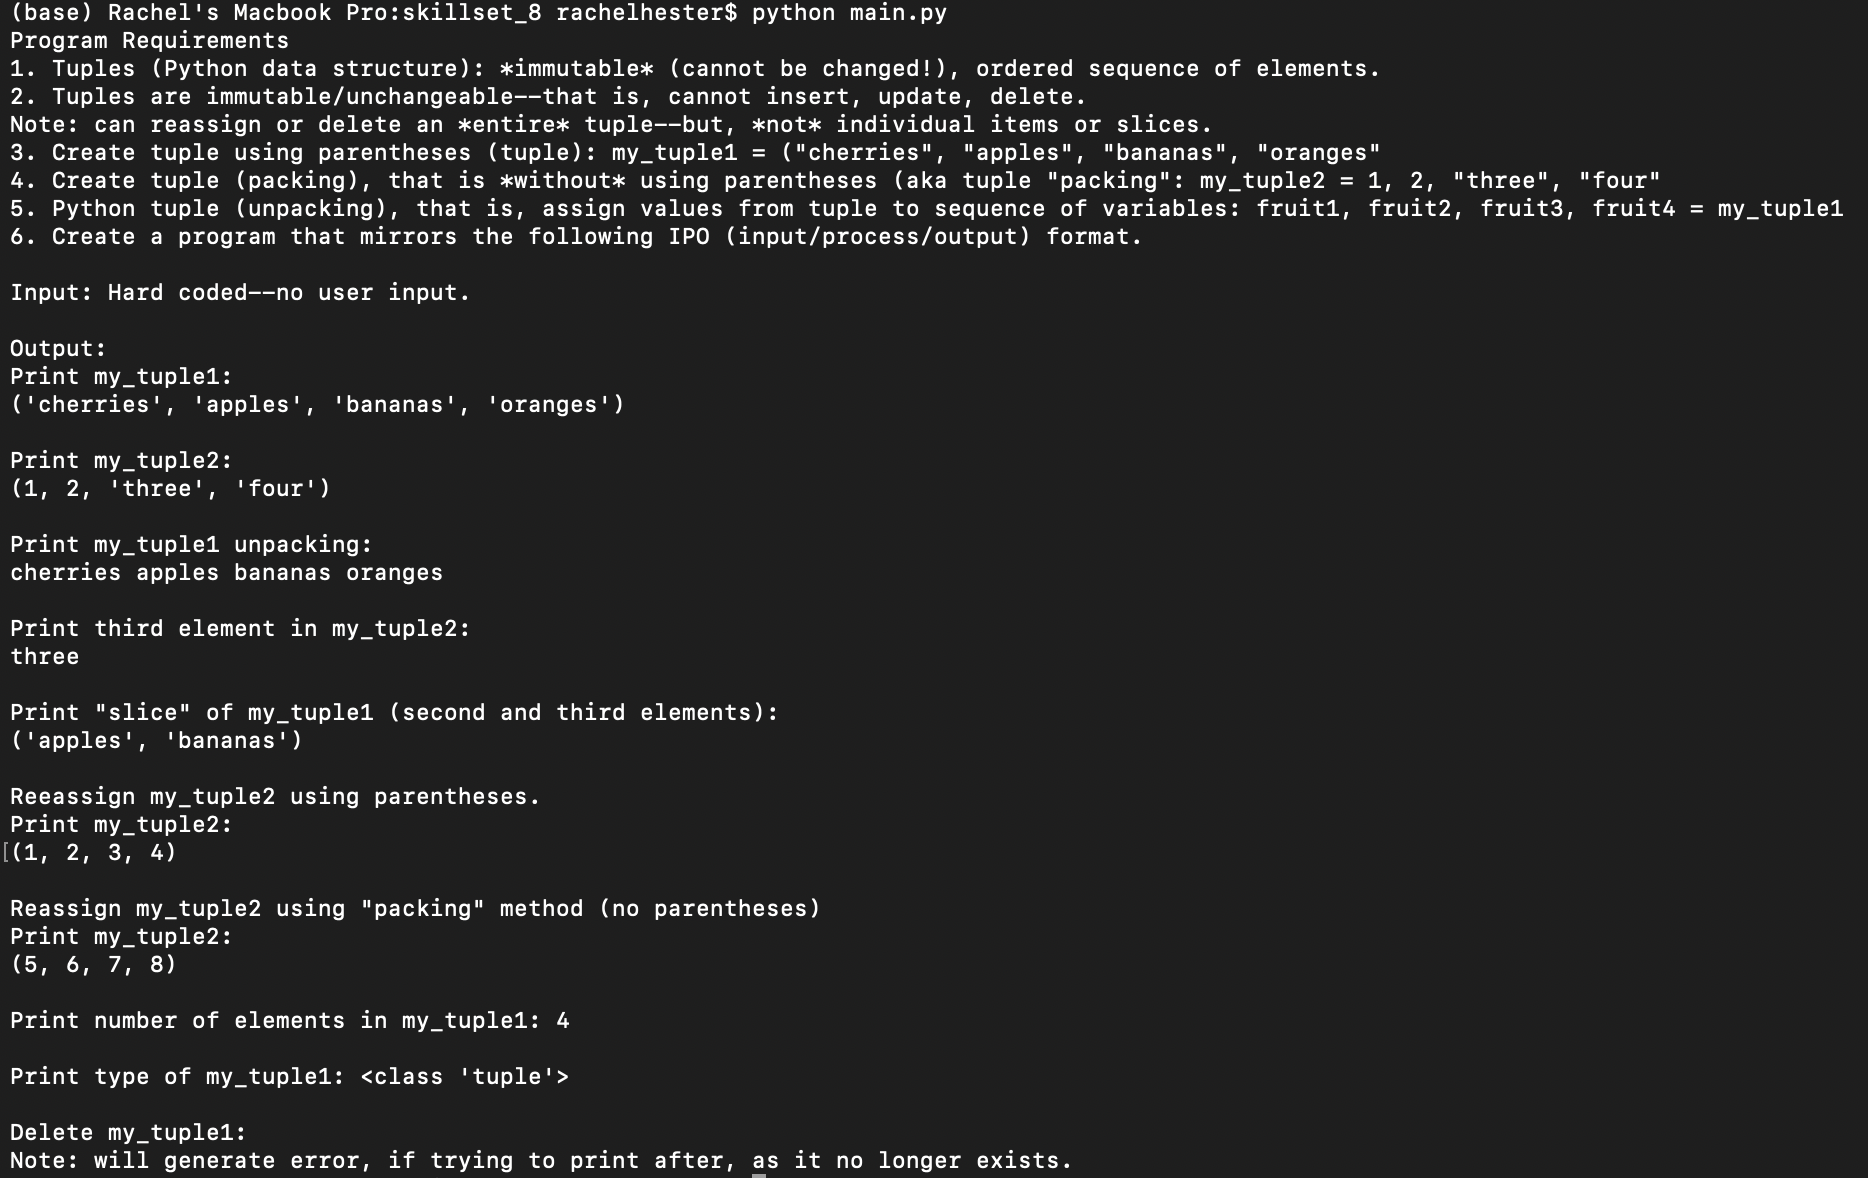 (base) Rachel's Macbook Pro:skillset_8 rachelhester$ python main.py
Program Requirements
1. Tuples (Python data structure): *immutable* (cannot be changed!), ordered sequence of elements.
2. Tuples are immutable/unchangeable--that is, cannot insert, update, delete.
Note: can reassign or delete an *entire* tuple--but, *not* individual items or slices.
3. Create tuple using parentheses (tuple): my_tuple1 = ("cherries", "apples", "bananas", "oranges"
4. Create tuple (packing), that is *without* using parentheses (aka tuple "packing": my_tuple2 = 1, 2, "three", "four"
5. Python tuple (unpacking), that is, assign values from tuple to sequence of variables: fruit1, fruit2, fruit3, fruit4 = my_tuple1
6. Create a program that mirrors the following IPO (input/process/output) format.
Input: Hard coded--no user input.
Output:
Print my_tuple1:
('cherries', 'apples', 'bananas', 'oranges')
Print my_tuple2:
(1, 2, 'three', 'four')
Print my_tuple1 unpacking:
cherries apples bananas oranges
Print third element in my_tuple2:
three
Print "slice" of my_tuple1 (second and third elements):
('apples', 'bananas')
Reeassign my_tuple2 using parentheses.
Print my_tuple2:
[(1, 2, 3, 4)
Reassign my_tuple2 using "packing" method (no parentheses)
Print my_tuple2:
(5, 6, 7, 8)
Print number of elements in my_tuple1: 4
Print type of my_tuple1: <class 'tuple'>
Delete my_tuple1:
Note: will generate error, if trying to print after, as it no longer exists.